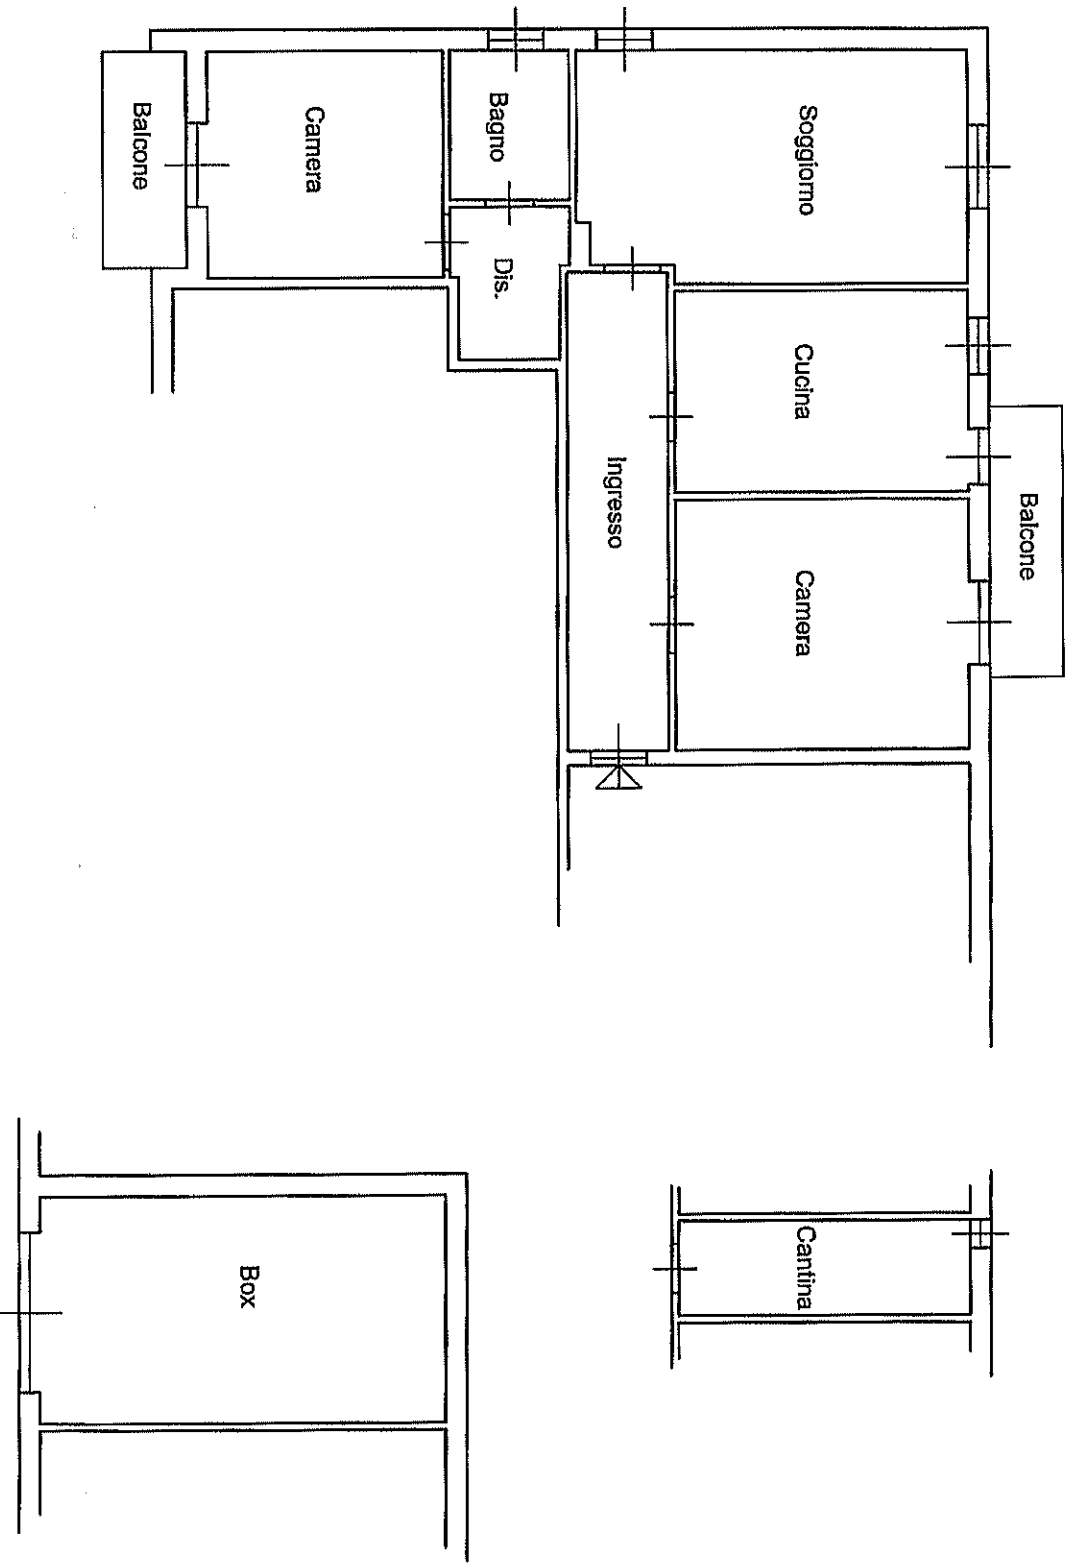 Balcone
Camera
Bagno
Dis.
Soggiorno
Cucina
Ingresso
Camera
Balcone
Cantina
Box